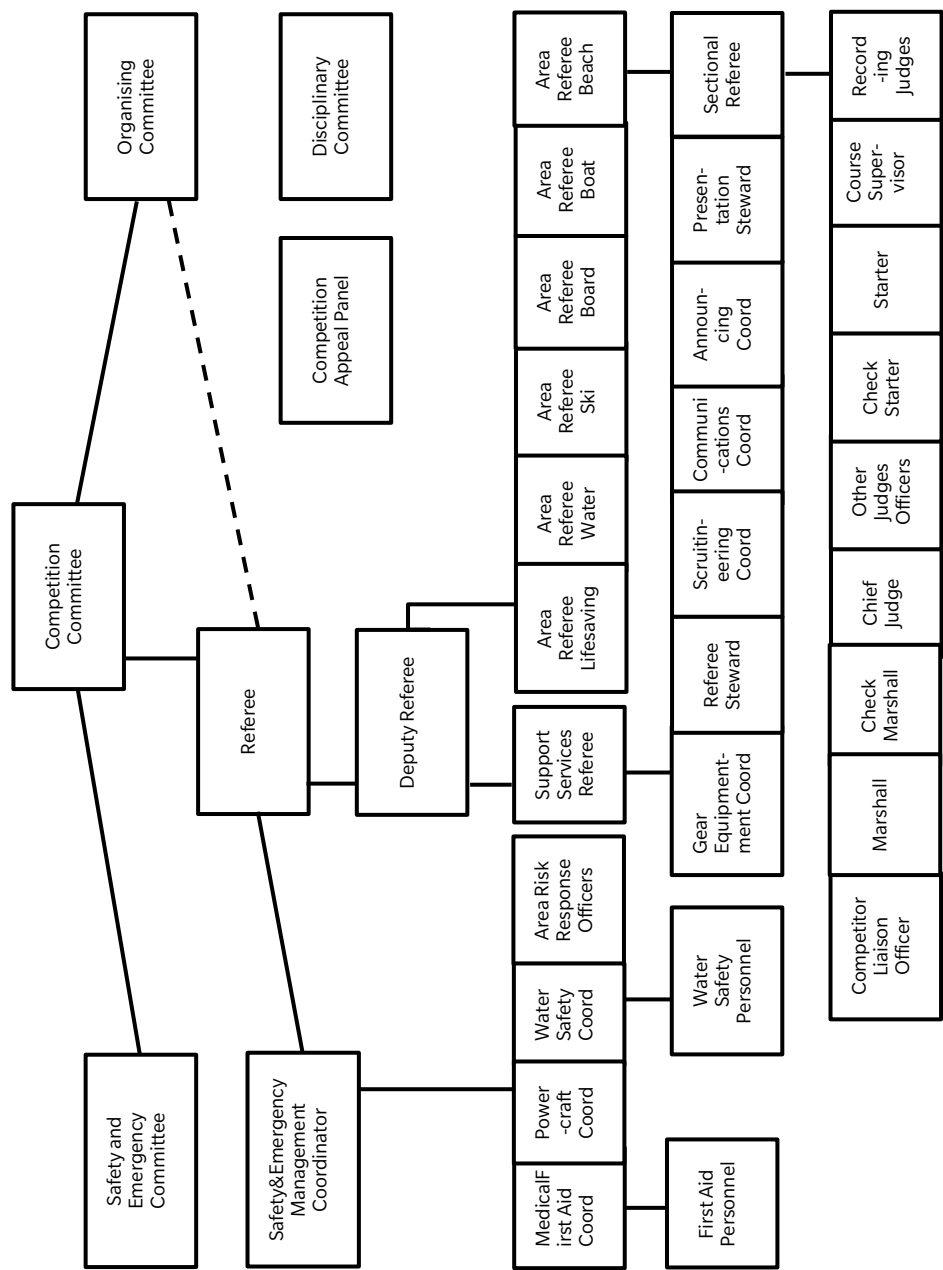 Competition
Committee
Safety and
Emergency
Committee
Organising
Committee
Referee
Safety&Emergency
Management
Coordinator
Competition
Appeal Panel
Disciplinary
Committee
Deputy Referee
MedicalF
irst Aid
Coord
Power
-craft
Coord
Water
Safety
Coord
Area Risk
Response
Officers
Support
Services
Referee
Area
Referee
Lifesaving
Area
Referee
Water
Area
Referee
Ski
Area
Referee
Board
Area
Referee
Boat
Area
Referee
Beach
First Aid
Personnel
Water
Safety
Personnel
Gear
Equipment-
ment Coord
Referee
Steward
Scruitin-
eering
Coord
Communi
-cations
Coord
Announ-
cing
Coord
Presen-
tation
Steward
Sectional
Referee
Competitor
Liaison
Officer
Marshall
Check
Marshall
Chief
Judge
Other
Judges
Officers
Check
Starter
Starter
Course
Super-
visor
Record
-ing
Judges